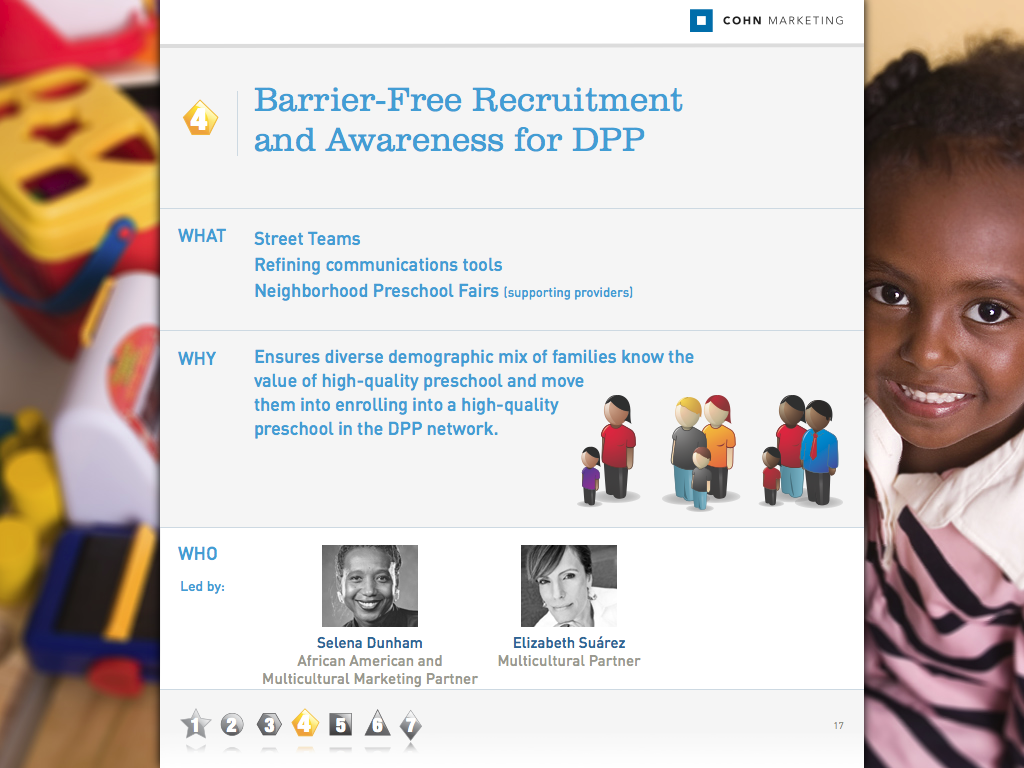 COHN MARKETING
4
Barrier-Free Recruitment
and Awareness for DPP
WHAT
Street Teams
Refining communications tools
Neighborhood Preschool Fairs (supporting providers)
WHY
Ensures diverse demographic mix of families know the
value of high-quality preschool and move
them into enrolling into a high-quality
preschool in the DPP network.
WHO
Led by:
Selena Dunham
African American and
Multicultural Marketing Partner
Elizabeth Suárez
Multicultural Partner
1 2 3 4 5 6 7
17